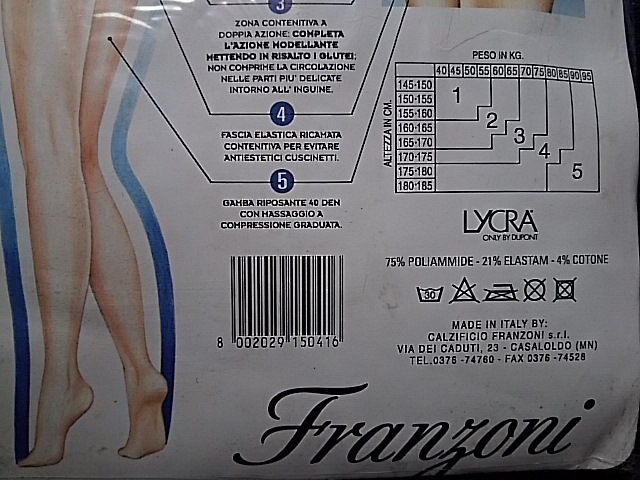 3
ZONA CONTENITIVA A
DOPPIA AZIONE: COMPLETA
L'AZIONE MODELLANTE
METTENDO IN RISALTO I GLUTEI;
NON COMPRIME LA CIRCOLAZIONE
NELLE PARTI PIU' DELICATE
INTORNO ALL'INGUINE.
4
FASCIA ELASTICA RICAMATA
CONTENITIVA PER EVITARE
ANTIESTETICI CUSCINETTI.
5
GAMBA RIPOSANTE 40 DEN
CON MASSAGGIO A
COMPRESSIONE GRADUATA.
8 002029 150416
PESO IN KG.
40 45 50 55 60 65 70 75 80 85 90 95
ALTEZZA IN CM.
145-150
150-155
155-160
160-165
165-170
170-175
175-180
180-185
1
2
3
4
5
LYCRA
ONLY BY DUPONT
75% POLIAMMIDE - 21% ELASTAM - 4% COTONE
30
MADE IN ITALY BY:
CALZIFICIO FRANZONI s.r.l.
VIA DEI CADUTI, 23 - CASALOLDO (MN)
TEL.0376 -74760 - FAX 0376 -74528
Franzoni